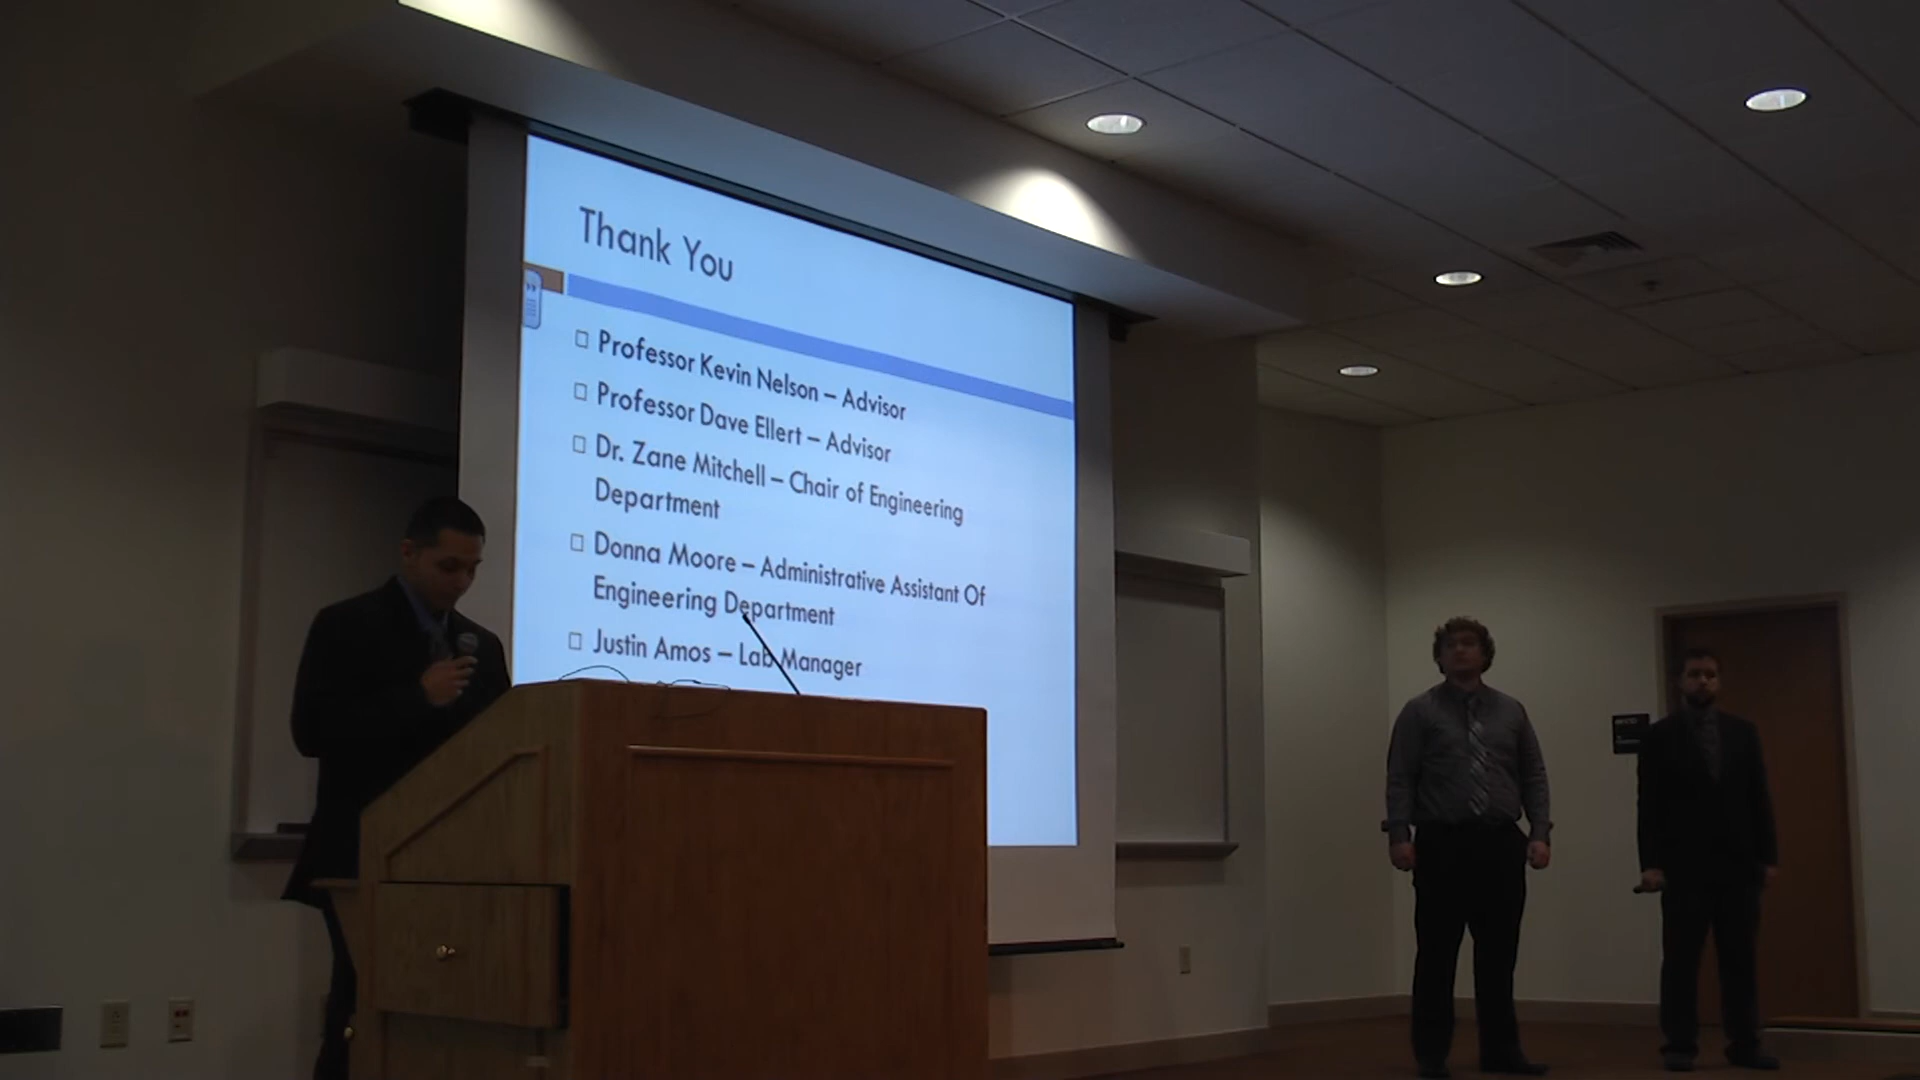 Thank You
Professor Kevin Nelson – Advisor
Professor Dave Ellert – Advisor
Dr. Zane Mitchell – Chair of Engineering
Department
Donna Moore – Administrative Assistant Of
Engineering Department
Justin Amos – Lab Manager